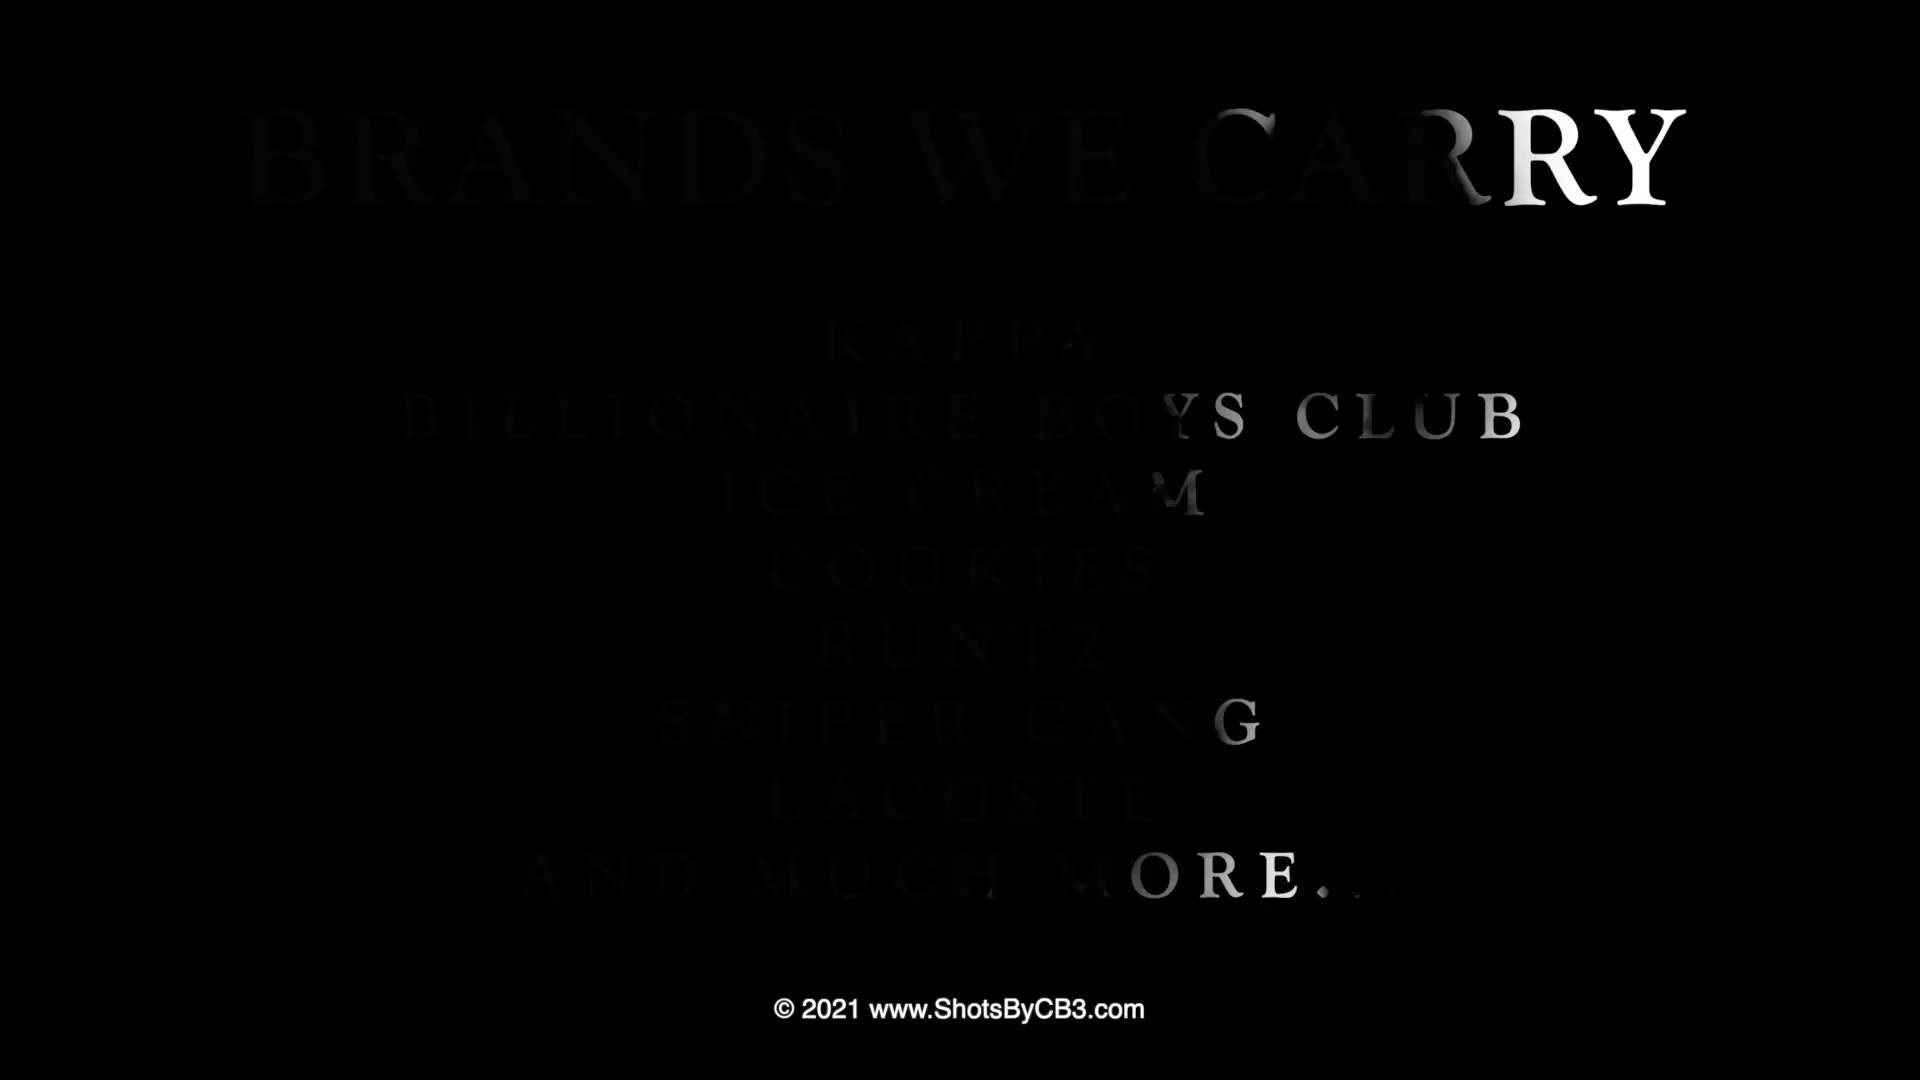 BRANDS WE CARRY
KAPPA
BILLIONAIRE BOYS CLUB
ICE CREAM
COOKIES
RUNTZ
SNIPER GANG
LACOSTE
AND MUCH MORE...
© 2021 www.ShotsByCB3.com